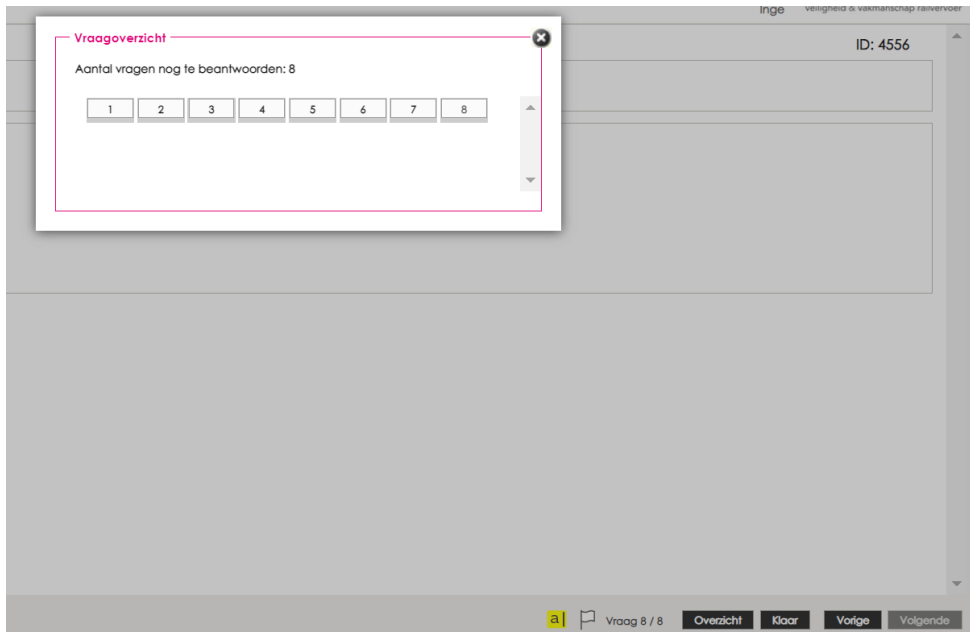 Inge veiligheid & vakmanschap railvervoer
Vraagoverzicht
ID: 4556
Aantal vragen nog te beantwoorden: 8
1 2 3 4 5 6 7 8
a| Vraag 8 / 8 Overzicht Klaar Vorige Volgende